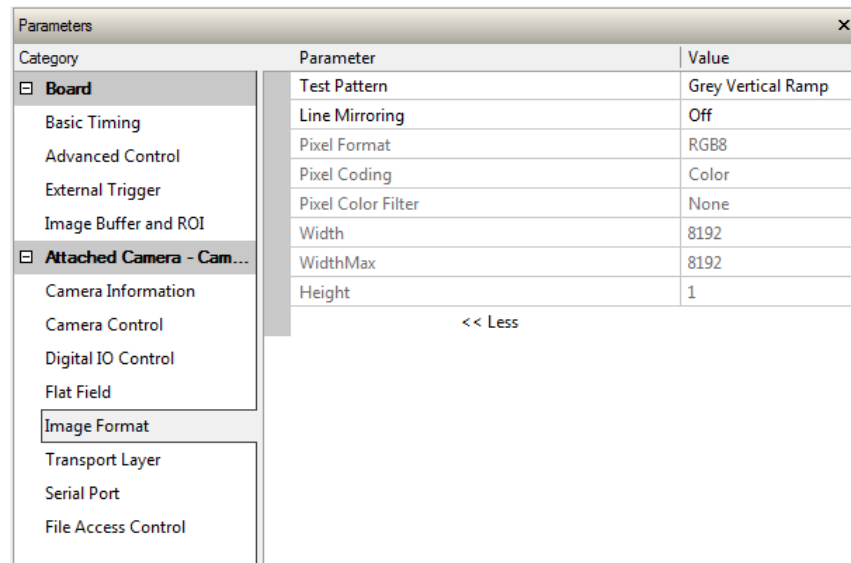 Parameters
Category Parameter Value
Board Test Pattern Grey Vertical Ramp
Basic Timing Line Mirroring Off
Advanced Control Pixel Format RGB8
External Trigger Pixel Coding Color
Image Buffer and ROI Pixel Color Filter None
Attached Camera - Cam... Width 8192
Camera Information WidthMax 8192
Camera Control Height 1
<< Less
Digital IO Control
Flat Field
Image Format
Transport Layer
Serial Port
File Access Control